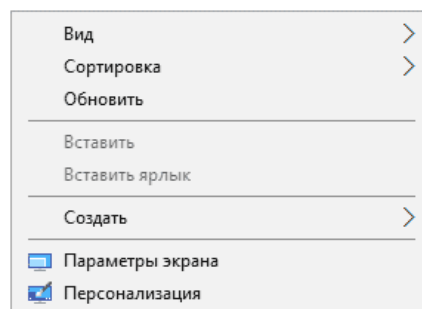 Вид
Сортировка
Обновить
Вставить
Вставить ярлык
Создать
Параметры экрана
Персонализация